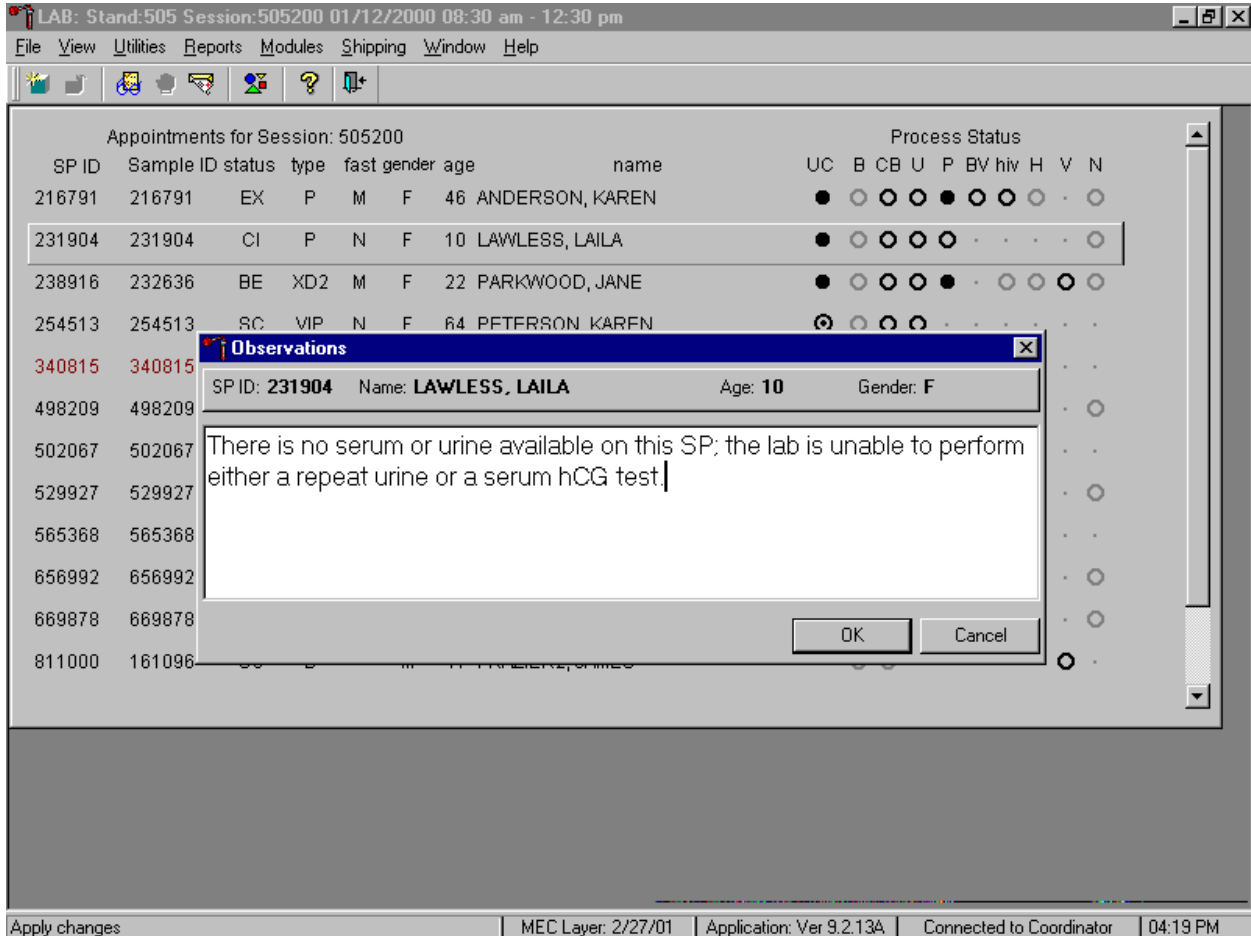 LAB: Stand:505 Session:505200 01/12/2000 08:30 am - 12:30 pm
File View Utilities Reports Modules Shipping Window Help
Appointments for Session: 505200 Process Status
SP ID Sample ID status type fast gender age name UC B CB U P BV hiv H V N
216791 216791 EX P M F 46 ANDERSON, KAREN
231904 231904 CI P N F 10 LAWLESS, LAILA
238916 232636 BE XD2 M F 22 PARKWOOD, JANE
254513 254513 SC VIP N F 64 PETERSON, KAREN
Observations
340815 340815
SP ID: 231904 Name: LAWLESS, LAILA Age: 10 Gender: F
498209 498209
There is no serum or urine available on this SP; the lab is unable to perform
502067 502067
either a repeat urine or a serum hCG test.
529927 529927
565368 565368
656992 656992
669878 669878
OK Cancel
811000 161096
Apply changes MEC Layer: 2/27/01 Application: Ver 9.2.13A Connected to Coordinator 04:19 PM